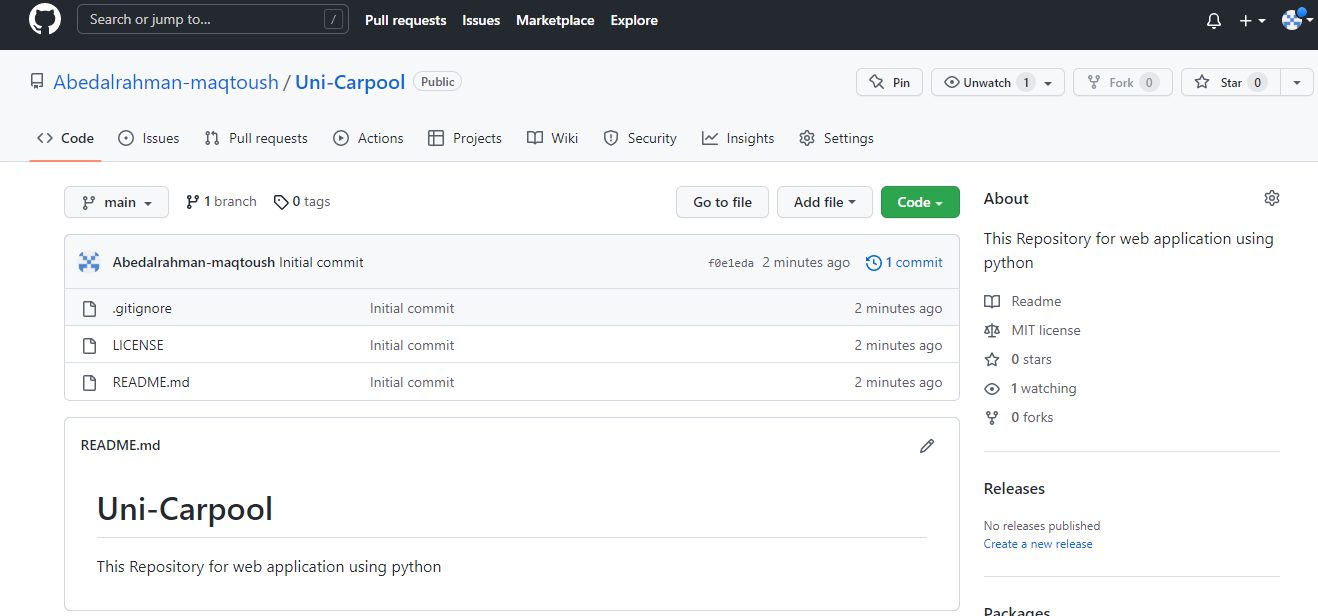 Search or jump to... /
Pull requests Issues Marketplace Explore
Abedalrahman-maqtoush / Uni-Carpool Public
Pin Unwatch 1 Fork 0 Star 0
Code Issues Pull requests Actions Projects Wiki Security Insights Settings
main 1 branch 0 tags Go to file Add file Code
Abedalrahman-maqtoush Initial commit f0e1eda 2 minutes ago 1 commit
.gitignore Initial commit 2 minutes ago
LICENSE Initial commit 2 minutes ago
README.md Initial commit 2 minutes ago
README.md
Uni-Carpool
This Repository for web application using python
About
This Repository for web application using
python
Readme
MIT license
0 stars
1 watching
0 forks
Releases
No releases published
Create a new release
Packages